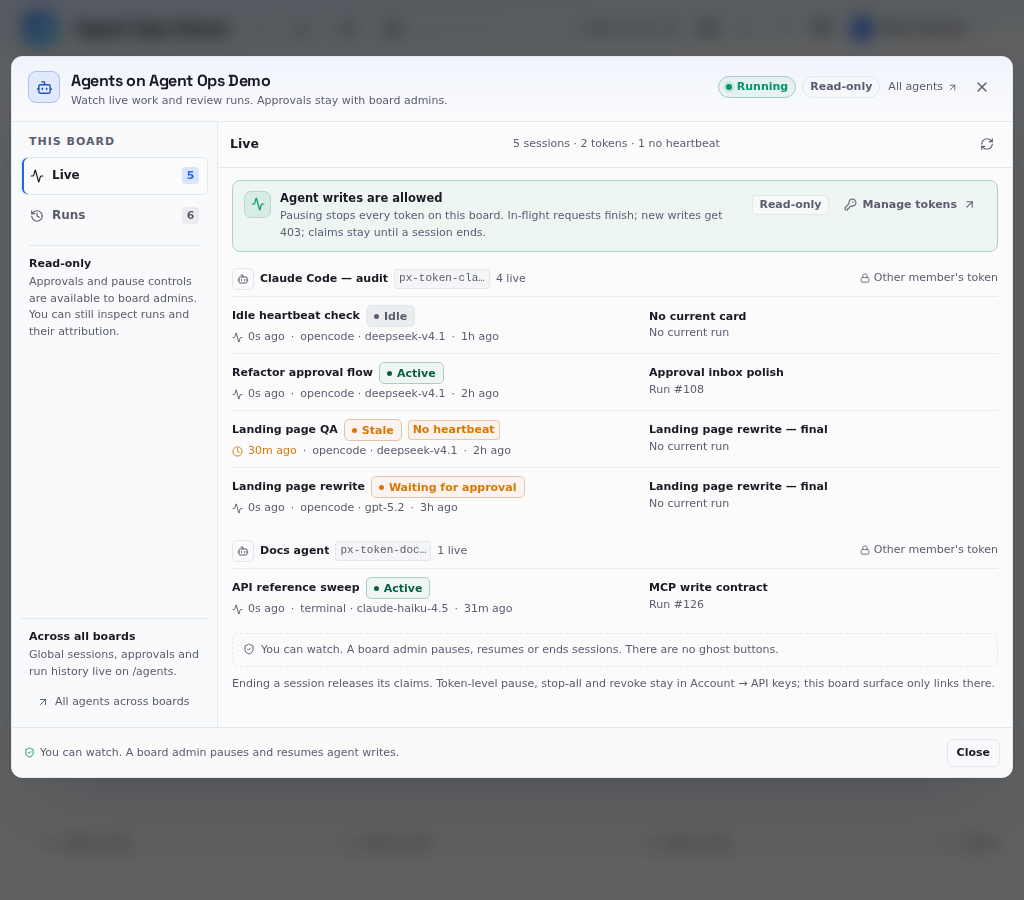 Agents on Agent Ops Demo
Watch live work and review runs. Approvals stay with board admins.
Running
Read-only
All agents
THIS BOARD
Live
5
Runs
6
Read-only
Approvals and pause controls
are available to board admins.
You can still inspect runs and
their attribution.
Across all boards
Global sessions, approvals and
run history live on /agents.
All agents across boards
Live
5 sessions · 2 tokens · 1 no heartbeat
Agent writes are allowed
Pausing stops every token on this board. In-flight requests finish; new writes get
403; claims stay until a session ends.
Read-only
Manage tokens
Claude Code — audit px-token-cla… 4 live
Other member's token
Idle heartbeat check Idle
0s ago · opencode · deepseek-v4.1 · 1h ago
No current card
No current run
Refactor approval flow Active
0s ago · opencode · deepseek-v4.1 · 2h ago
Approval inbox polish
Run #108
Landing page QA Stale No heartbeat
30m ago · opencode · deepseek-v4.1 · 2h ago
Landing page rewrite — final
No current run
Landing page rewrite Waiting for approval
0s ago · opencode · gpt-5.2 · 3h ago
Landing page rewrite — final
No current run
Docs agent px-token-doc… 1 live
Other member's token
API reference sweep Active
0s ago · terminal · claude-haiku-4.5 · 31m ago
MCP write contract
Run #126
You can watch. A board admin pauses, resumes or ends sessions. There are no ghost buttons.
Ending a session releases its claims. Token-level pause, stop-all and revoke stay in Account → API keys; this board surface only links there.
You can watch. A board admin pauses and resumes agent writes.
Close